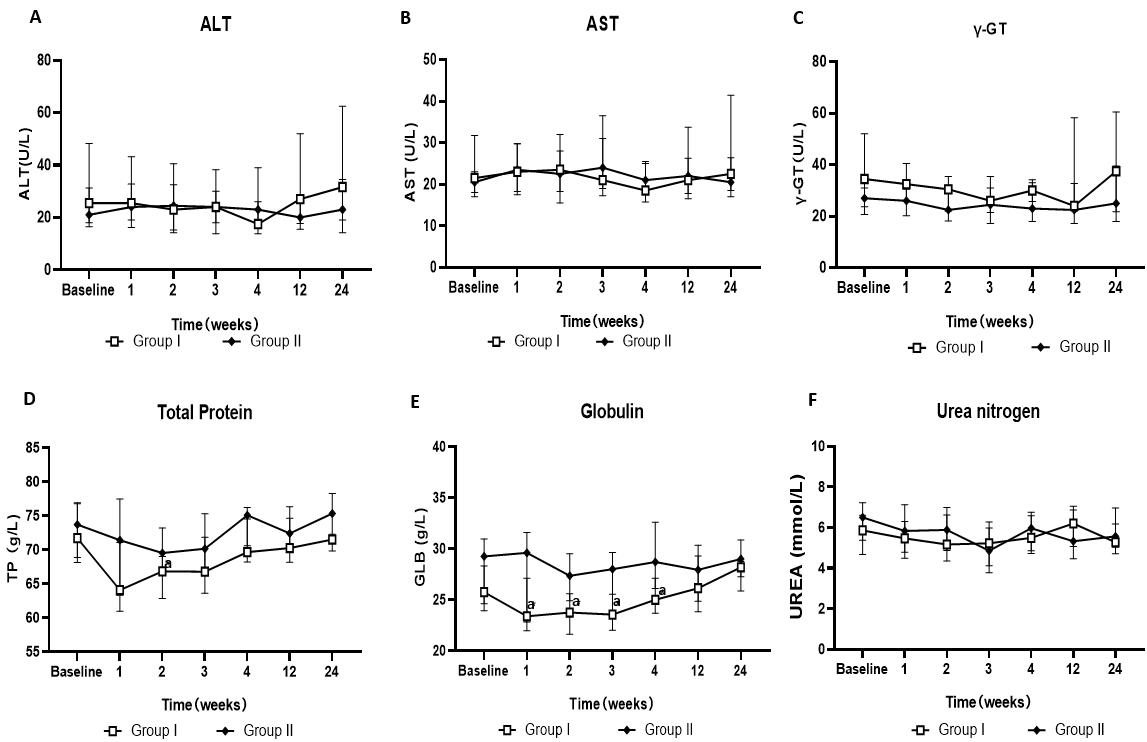 A
ALT
ALT(U/L)
80
60
40
20
0
Baseline 1 2 3 4 12 24
Time(weeks)
Group I Group II
B
AST
AST (U/L)
50
40
30
20
10
0
Baseline 1 2 3 4 12 24
Time(weeks)
Group I Group II
C
γ-GT
γ-GT(U/L)
80
60
40
20
0
Baseline 1 2 3 4 12 24
Time(weeks)
Group I Group II
D
Total Protein
TP (g/L)
85
80
75
70
65
60
55
a
Baseline 1 2 3 4 12 24
Time(weeks)
Group I Group II
E
Globulin
GLB (g/L)
40
35
30
25
20
a a a a
Baseline 1 2 3 4 12 24
Time(weeks)
Group I Group II
F
Urea nitrogen
UREA (mmol/L)
10
8
6
4
2
0
Baseline 1 2 3 4 12 24
Time(weeks)
Group I Group II